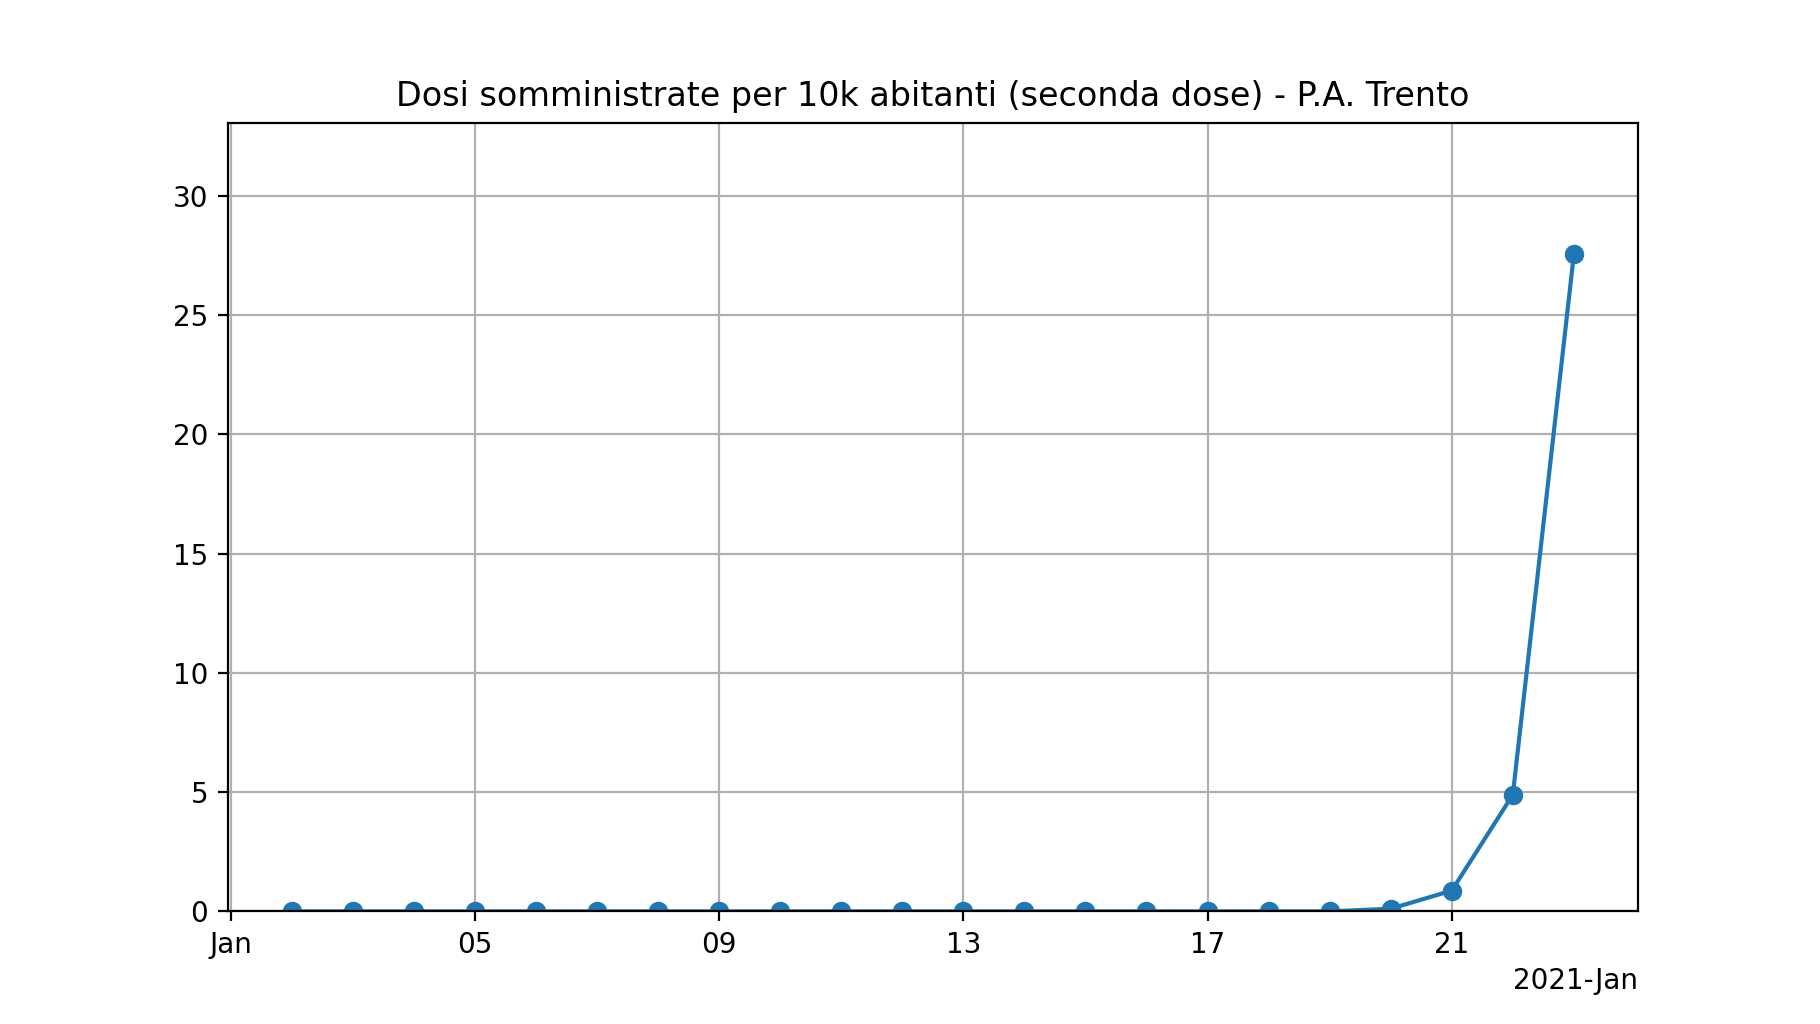 Dosi somministrate per 10k abitanti (seconda dose) - P.A. Trento
30
25
20
15
10
5
0
Jan 05 09 13 17 21
2021-Jan